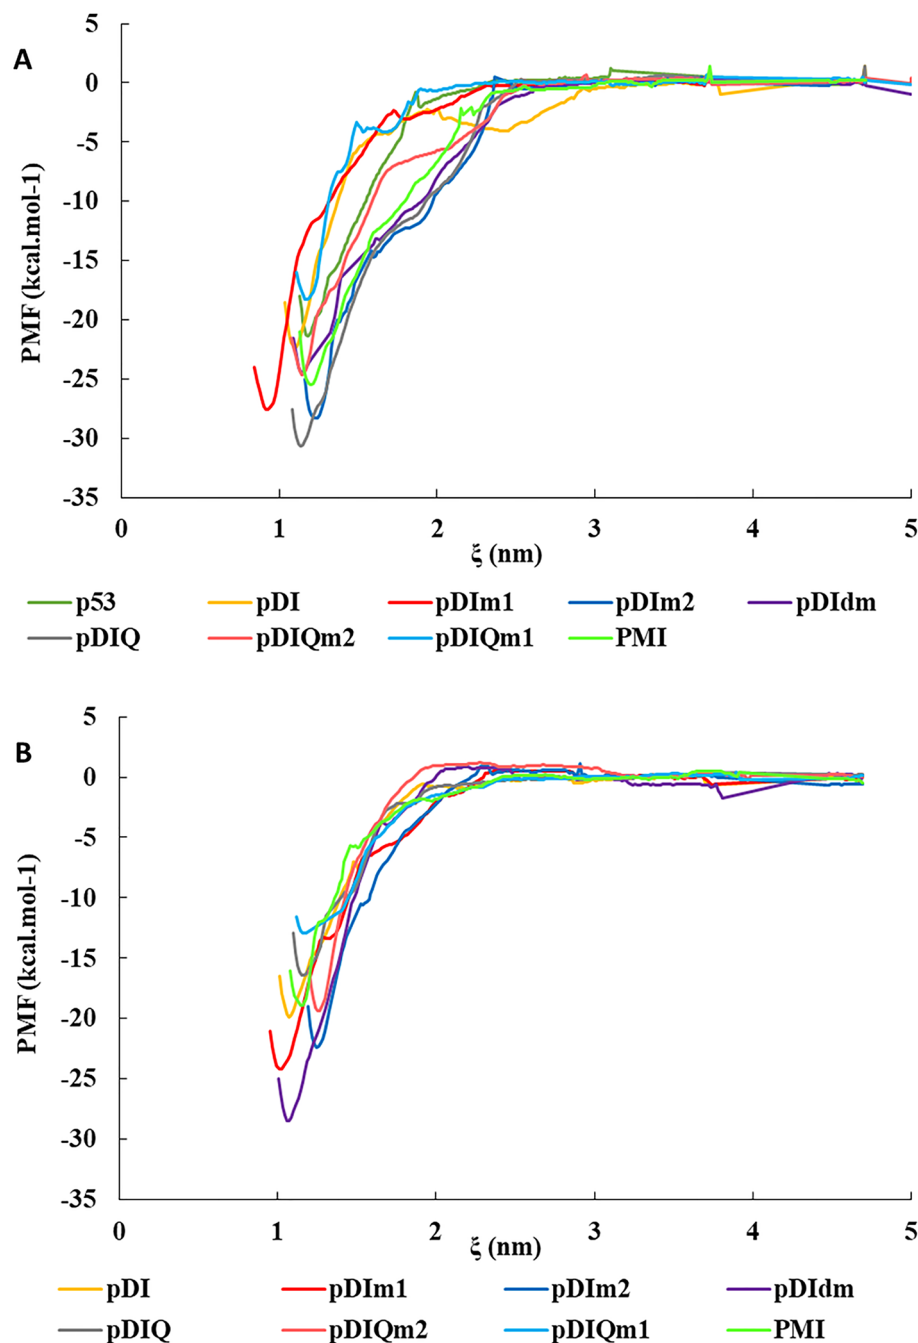 A
5
0
-5
-10
-15
-20
-25
-30
-35
PMF (kcal.mol-1)
0 1 2 3 4 5
ξ (nm)
p53 pDI pDIm1 pDIm2 pDIdm
pDIQ pDIQm2 pDIQm1 PMI
B
5
0
-5
-10
-15
-20
-25
-30
-35
PMF (kcal.mol-1)
0 1 2 3 4 5
ξ (nm)
pDI pDIm1 pDIm2 pDIdm
pDIQ pDIQm2 pDIQm1 PMI